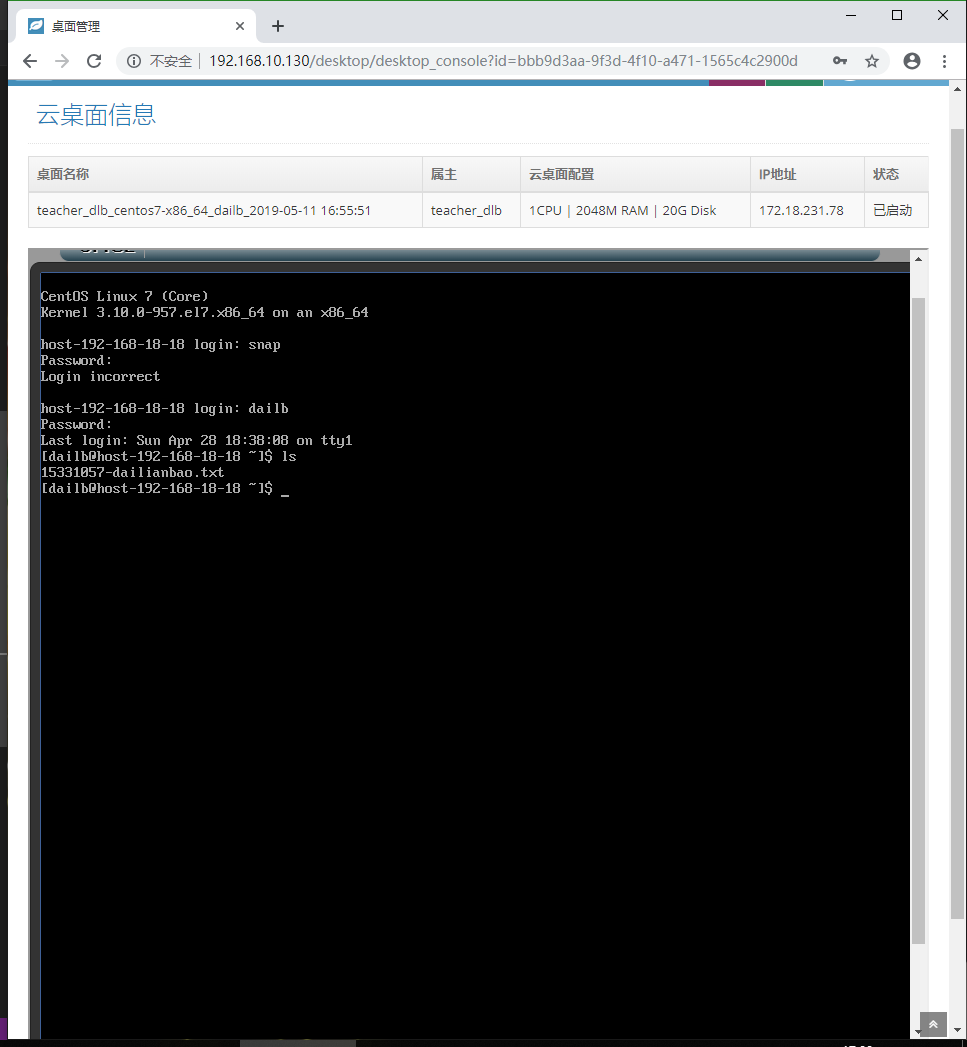 桌面管理
不安全 192.168.10.130/desktop/desktop_console?id=bbb9d3aa-9f3d-4f10-a471-1565c4c2900d
云桌面信息
桌面名称 属主 云桌面配置 IP地址 状态
teacher_dlb_centos7-x86_64_dailb_2019-05-11 16:55:51 teacher_dlb 1CPU | 2048M RAM | 20G Disk 172.18.231.78 已启动
CentOS Linux 7 (Core)
Kernel 3.10.0-957.el7.x86_64 on an x86_64
host-192-168-18-18 login: snap
Password:
Login incorrect
host-192-168-18-18 login: dailb
Password:
Last login: Sun Apr 28 18:38:08 on tty1
[dailb@host-192-168-18-18 ~]$ ls
15331057-dailianbao.txt
[dailb@host-192-168-18-18 ~]$ _